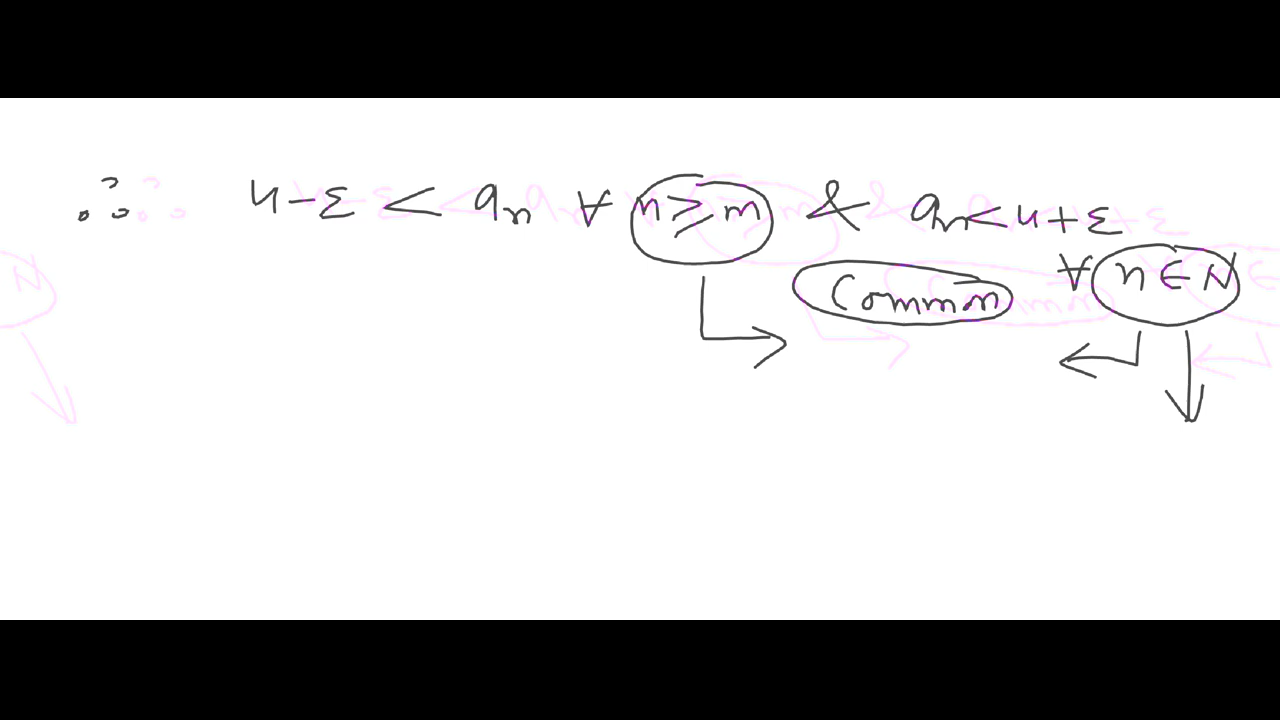 ∴ u-ε < an ∀ n≥m & an<u+ε
∀ n∈N
Common